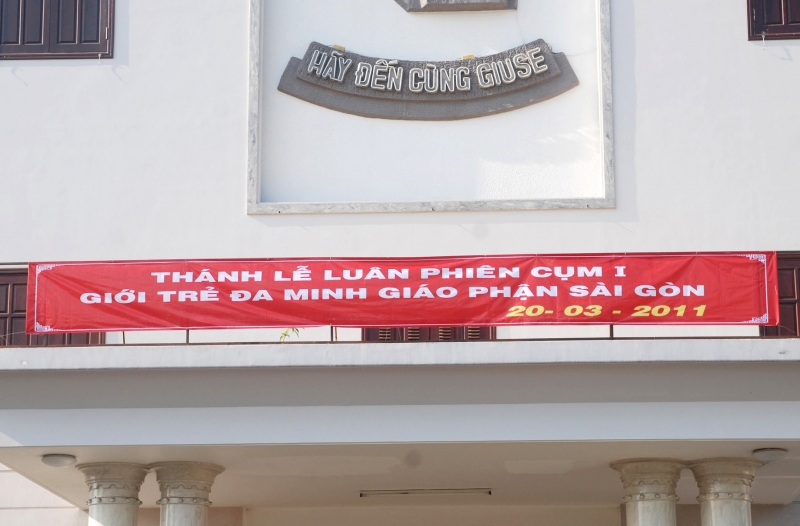 HÃY ĐẾN CÙNG GIUSE
THÁNH LỄ LUÂN PHIÊN CỤM I
GIỚI TRẺ ĐA MINH GIÁO PHẬN SÀI GÒN
20- 03 - 2011